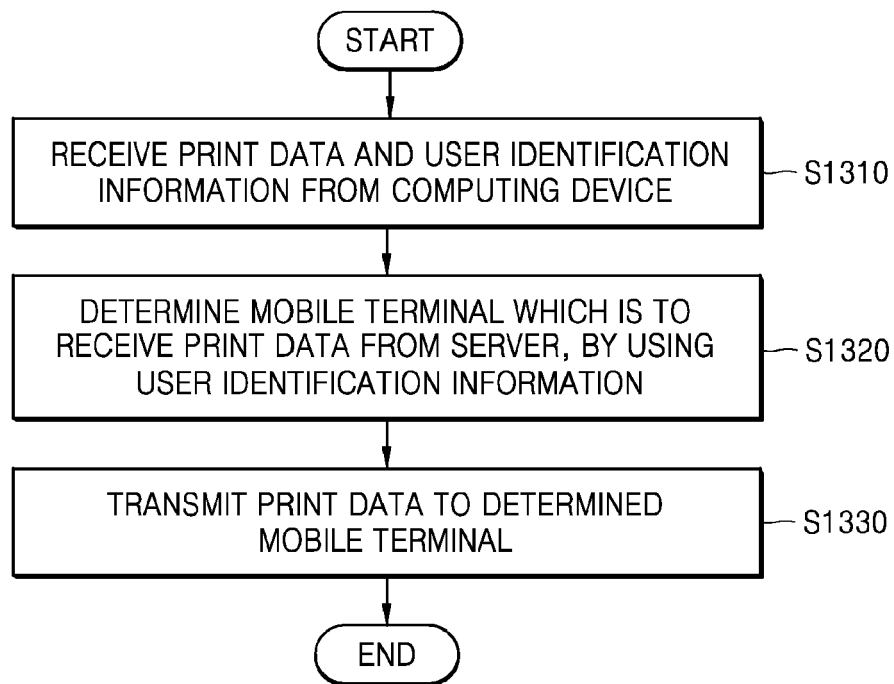 START
RECEIVE PRINT DATA AND USER IDENTIFICATION
INFORMATION FROM COMPUTING DEVICE
S1310
DETERMINE MOBILE TERMINAL WHICH IS TO
RECEIVE PRINT DATA FROM SERVER, BY USING
USER IDENTIFICATION INFORMATION
S1320
TRANSMIT PRINT DATA TO DETERMINED
MOBILE TERMINAL
S1330
END